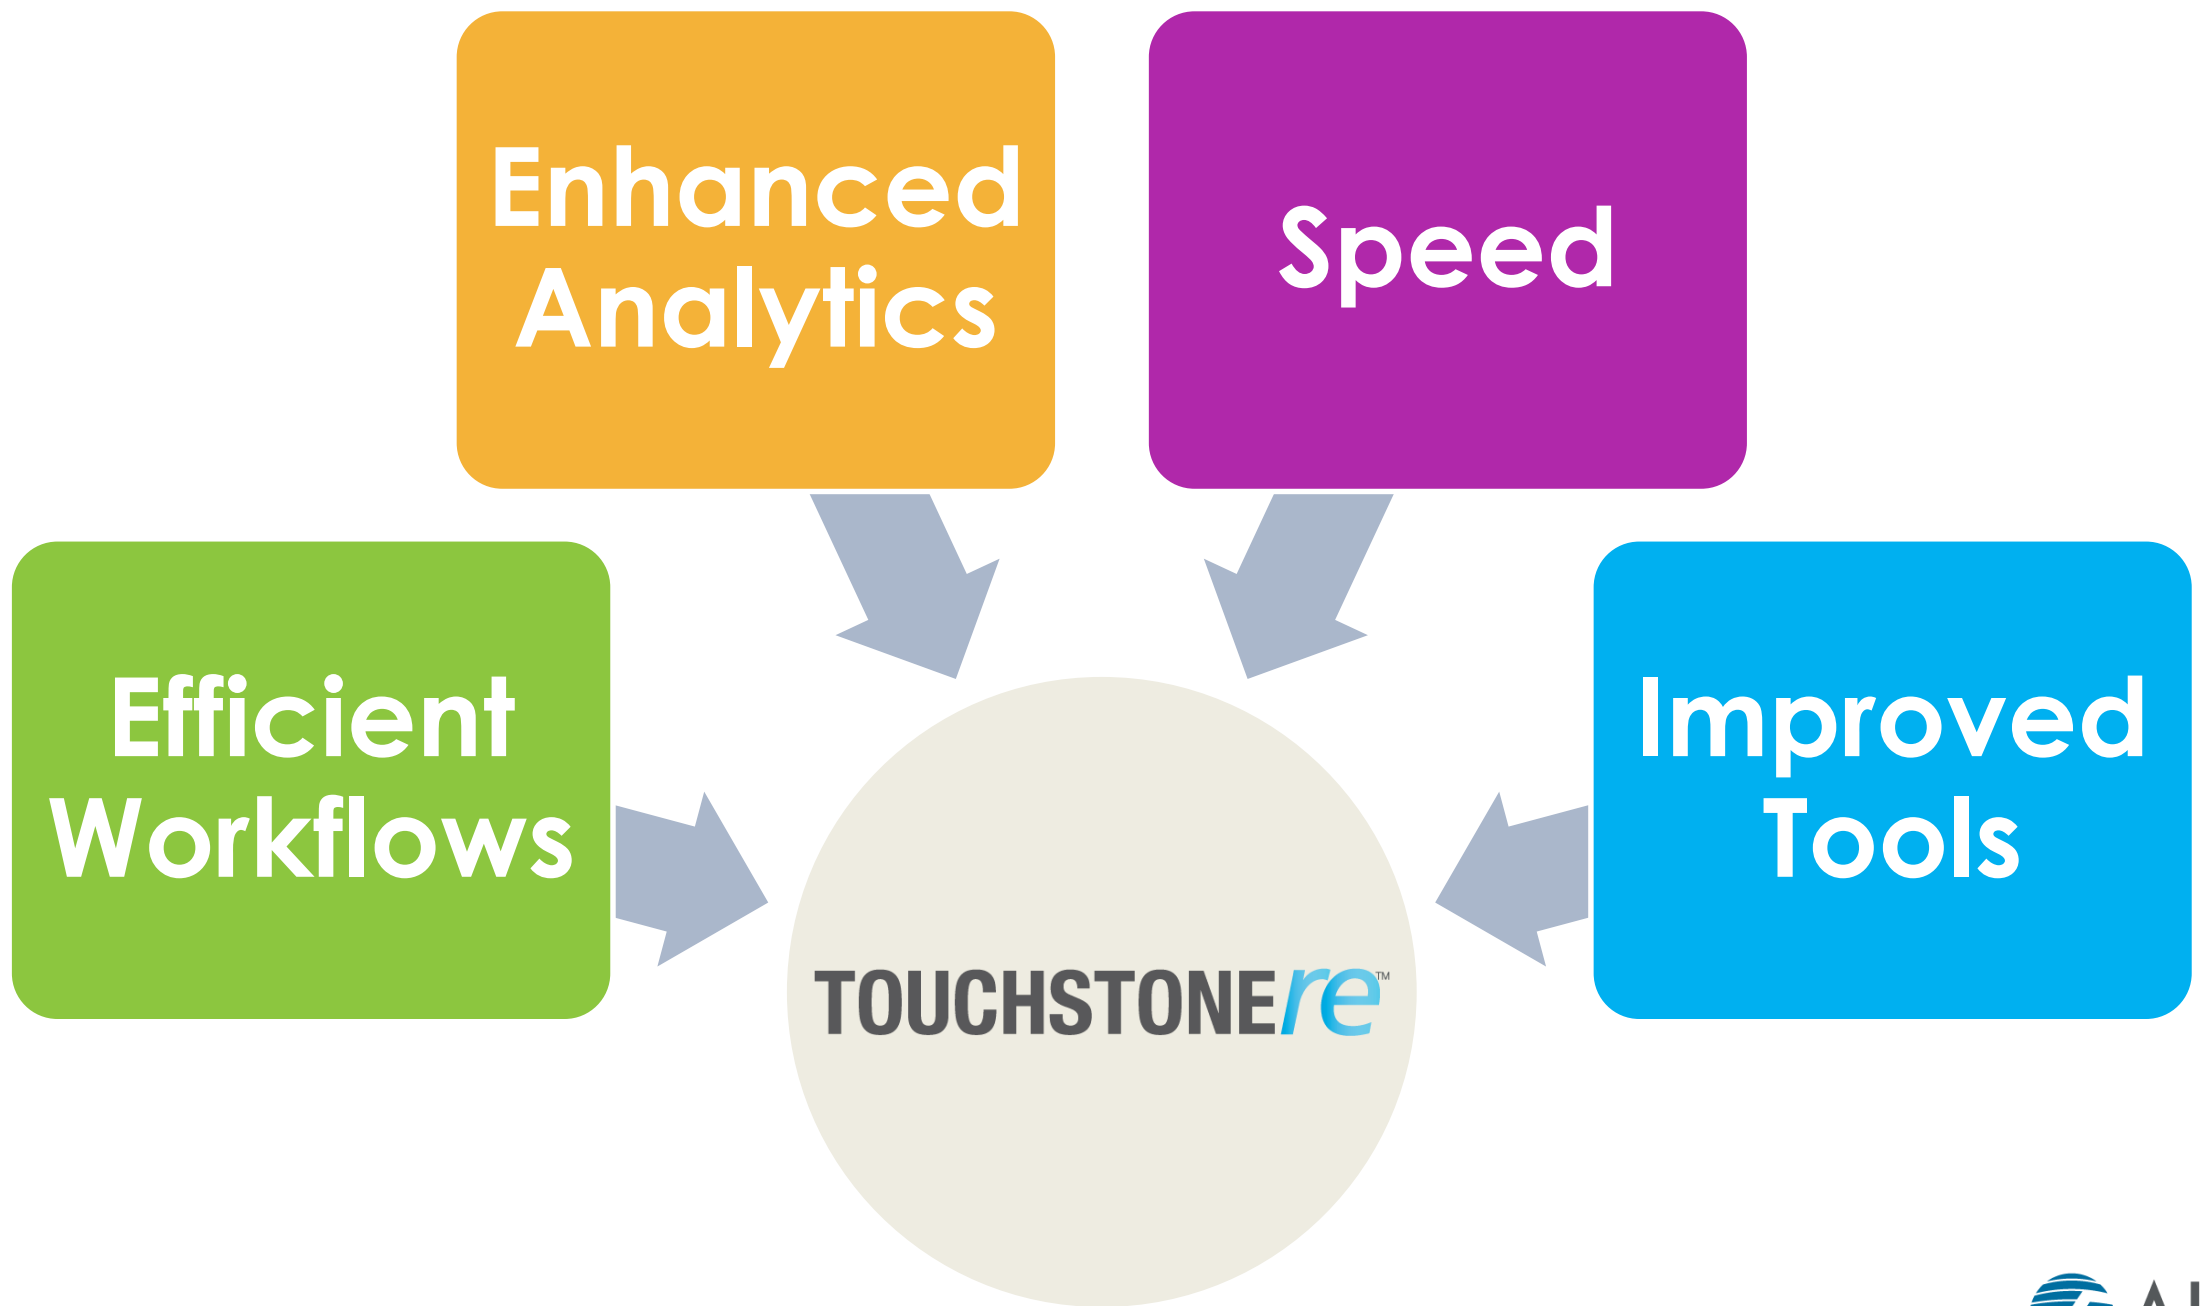 Enhanced
Analytics
Speed
Efficient
Workflows
Improved
Tools
TOUCHSTONEre™